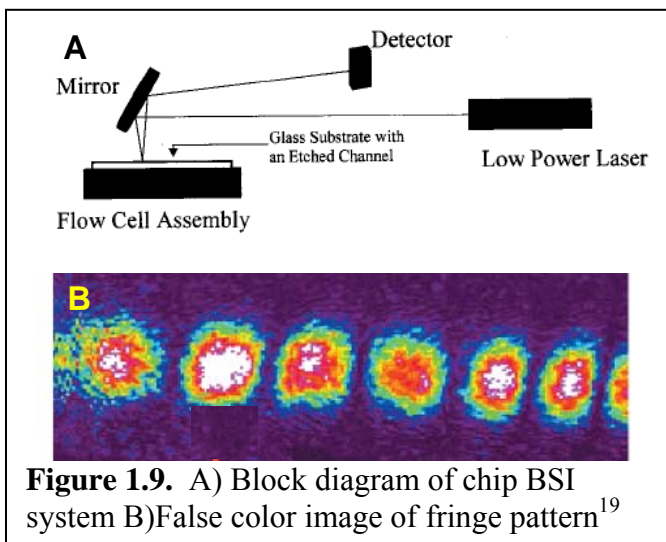 A
Detector
Mirror
Glass Substrate with
an Etched Channel
Low Power Laser
Flow Cell Assembly
B
Figure 1.9. A) Block diagram of chip BSI
system B)False color image of fringe pattern19